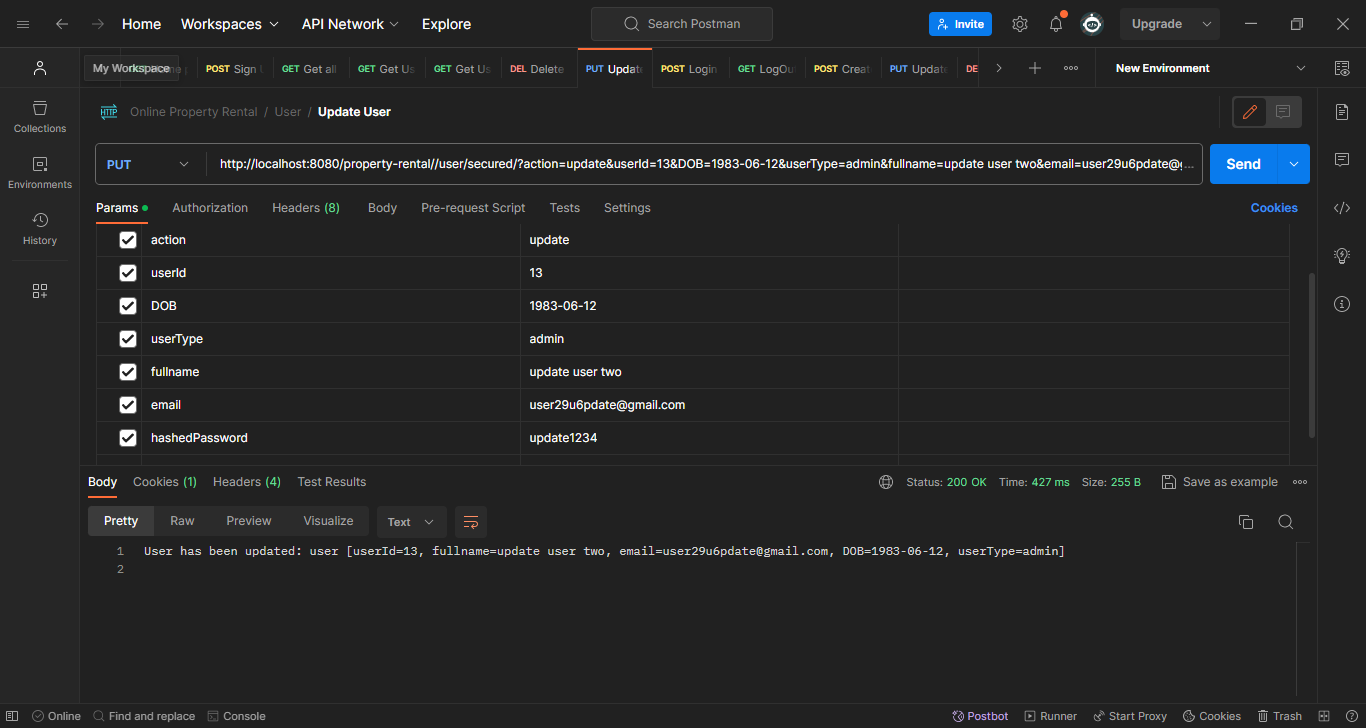 Home Workspaces API Network Explore Search Postman Invite Upgrade
My Workspace POST Sign GET Get all GET Get Us GET Get Us DEL Delete PUT Update POST Login GET LogOu POST Creat PUT Update DE New Environment
HTTP Online Property Rental / User / Update User
Collections
Environments
History
PUT http://localhost:8080/property-rental//user/secured/?action=update&userId=13&DOB=1983-06-12&userType=admin&fullname=update user two&email=user29u6pdate@g... Send
Params Authorization Headers (8) Body Pre-request Script Tests Settings Cookies
action update
userId 13
DOB 1983-06-12
userType admin
fullname update user two
email user29u6pdate@gmail.com
hashedPassword update1234
Body Cookies (1) Headers (4) Test Results Status: 200 OK Time: 427 ms Size: 255 B Save as example
Pretty Raw Preview Visualize Text
1 User has been updated: user [userId=13, fullname=update user two, email=user29u6pdate@gmail.com, DOB=1983-06-12, userType=admin]
2
Online Find and replace Console Postbot Runner Start Proxy Cookies Trash